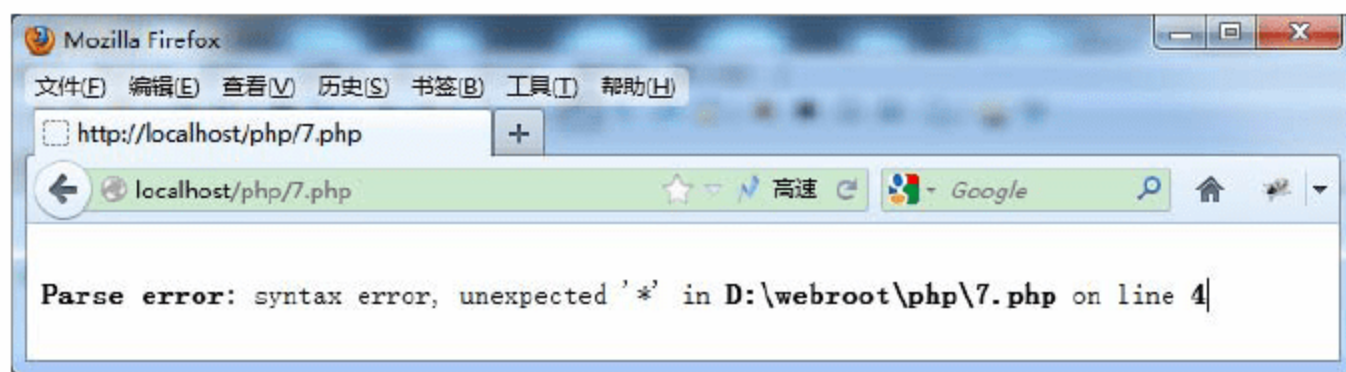 Mozilla Firefox
文件(F) 编辑(E) 查看(V) 历史(S) 书签(B) 工具(T) 帮助(H)
http://localhost/php/7.php +
localhost/php/7.php 高速 Google
Parse error: syntax error, unexpected '*' in D:\webroot\php\7.php on line 4